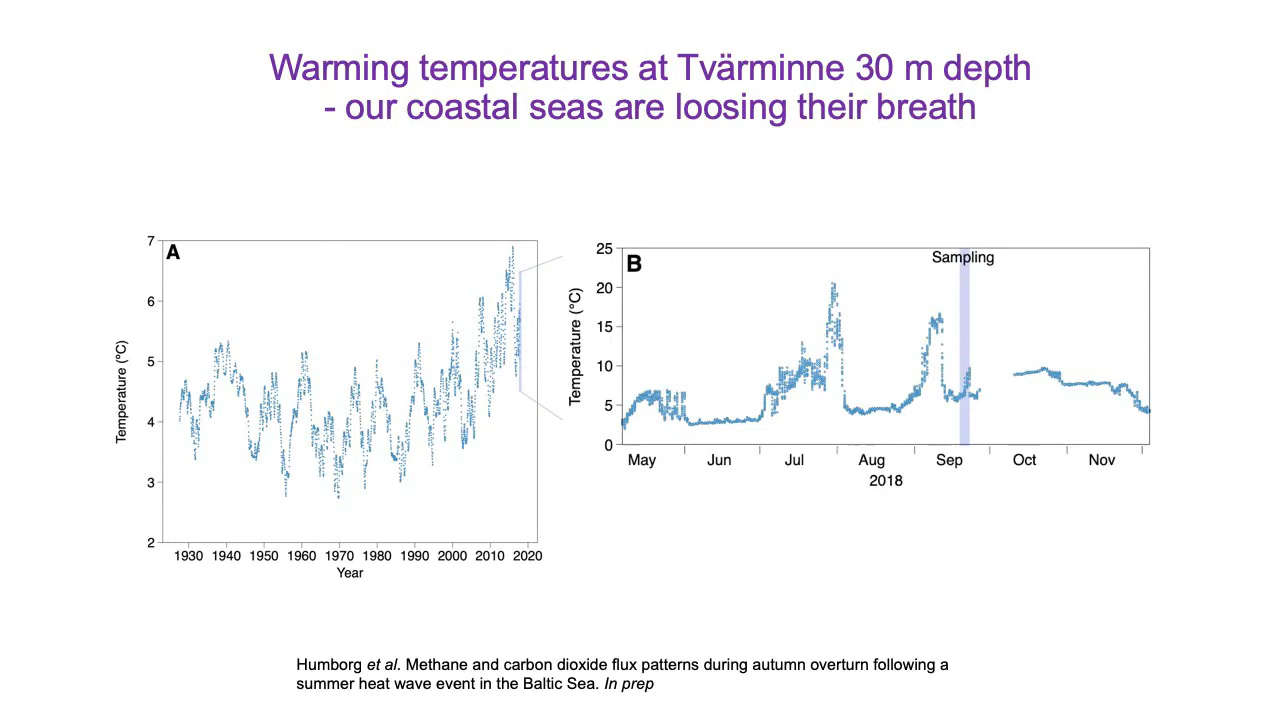 Warming temperatures at Tvärminne 30 m depth
- our coastal seas are loosing their breath
A
7
6
5
4
3
2
Temperature (°C)
1930 1940 1950 1960 1970 1980 1990 2000 2010 2020
Year
B
Sampling
25
20
15
10
5
0
Temperature (°C)
May Jun Jul Aug Sep Oct Nov
2018
Humborg et al. Methane and carbon dioxide flux patterns during autumn overturn following a
summer heat wave event in the Baltic Sea. In prep